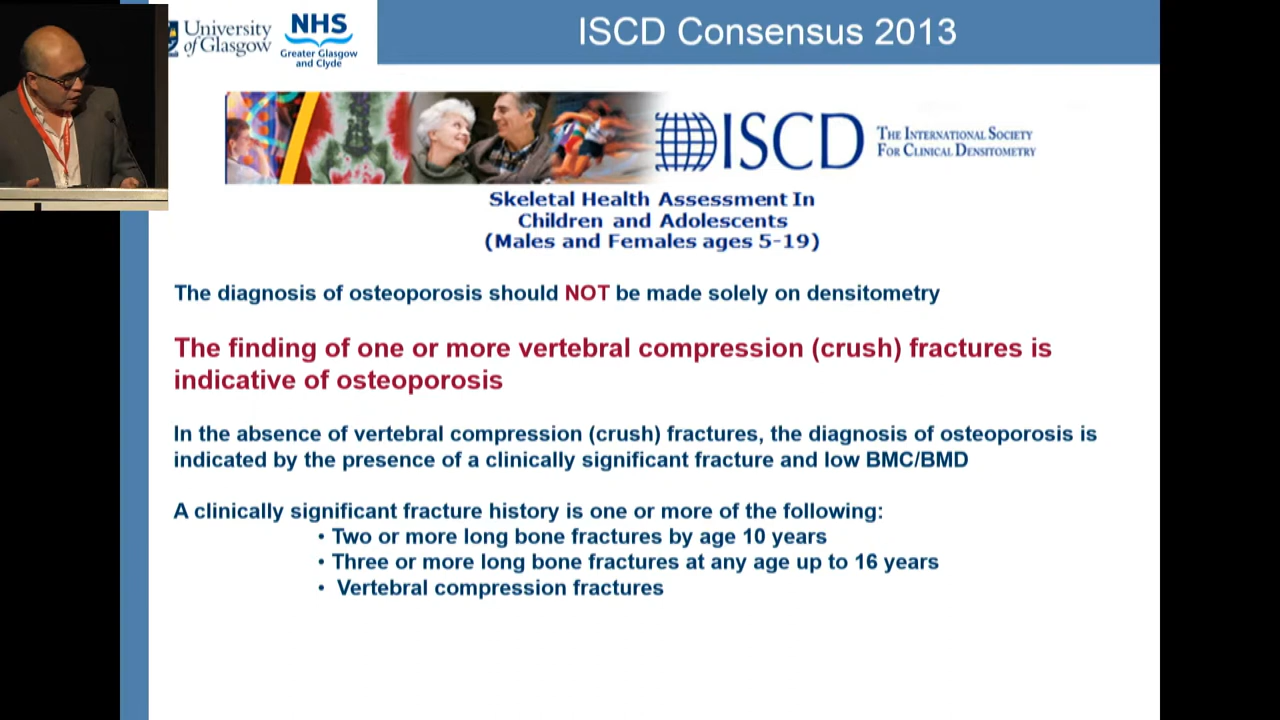 University
of Glasgow
NHS
Greater Glasgow
and Clyde
ISCD Consensus 2013
ISCD
THE INTERNATIONAL SOCIETY
FOR CLINICAL DENSITOMETRY
Skeletal Health Assessment In
Children and Adolescents
(Males and Females ages 5-19)
The diagnosis of osteoporosis should NOT be made solely on densitometry
The finding of one or more vertebral compression (crush) fractures is
indicative of osteoporosis
In the absence of vertebral compression (crush) fractures, the diagnosis of osteoporosis is
indicated by the presence of a clinically significant fracture and low BMC/BMD
A clinically significant fracture history is one or more of the following:
• Two or more long bone fractures by age 10 years
• Three or more long bone fractures at any age up to 16 years
• Vertebral compression fractures